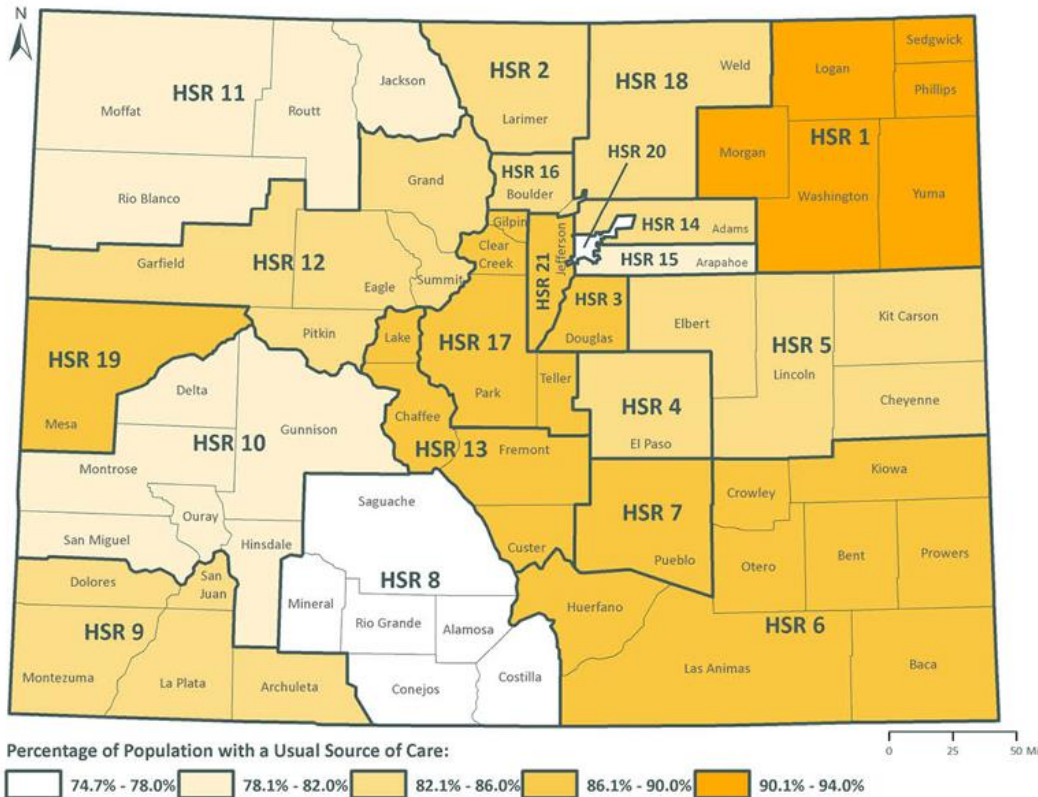 N
Sedgwick
Logan
Weld
Phillips
Jackson
HSR 2
HSR 18
HSR 11
Moffat
Routt
Larimer
HSR 1
HSR 20
Morgan
Washington
Yuma
Grand
HSR 16
Boulder
Rio Blanco
Gilpin
HSR 14
Adams
Jefferson
Clear
Creek
HSR 15
Arapahoe
Garfield
HSR 12
HSR 21
Summit
Eagle
HSR 3
Douglas
Elbert
Kit Carson
HSR 5
Lincoln
Pitkin
Lake
HSR 17
HSR 19
Teller
Park
Delta
Cheyenne
Mesa
Chaffee
HSR 4
El Paso
Gunnison
HSR 10
HSR 13
Fremont
Montrose
Kiowa
Crowley
Saguache
Ouray
HSR 7
San Miguel
Hinsdale
Custer
Pueblo
Otero
Bent
Prowers
Dolores
San
Juan
HSR 8
Mineral
Rio Grande
Alamosa
Huerfano
HSR 6
HSR 9
Las Animas
Baca
Montezuma
La Plata
Archuleta
Conejos
Costilla
Percentage of Population with a Usual Source of Care:
0 25 50 Mi
74.7% - 78.0%
78.1% - 82.0%
82.1% - 86.0%
86.1% - 90.0%
90.1% - 94.0%